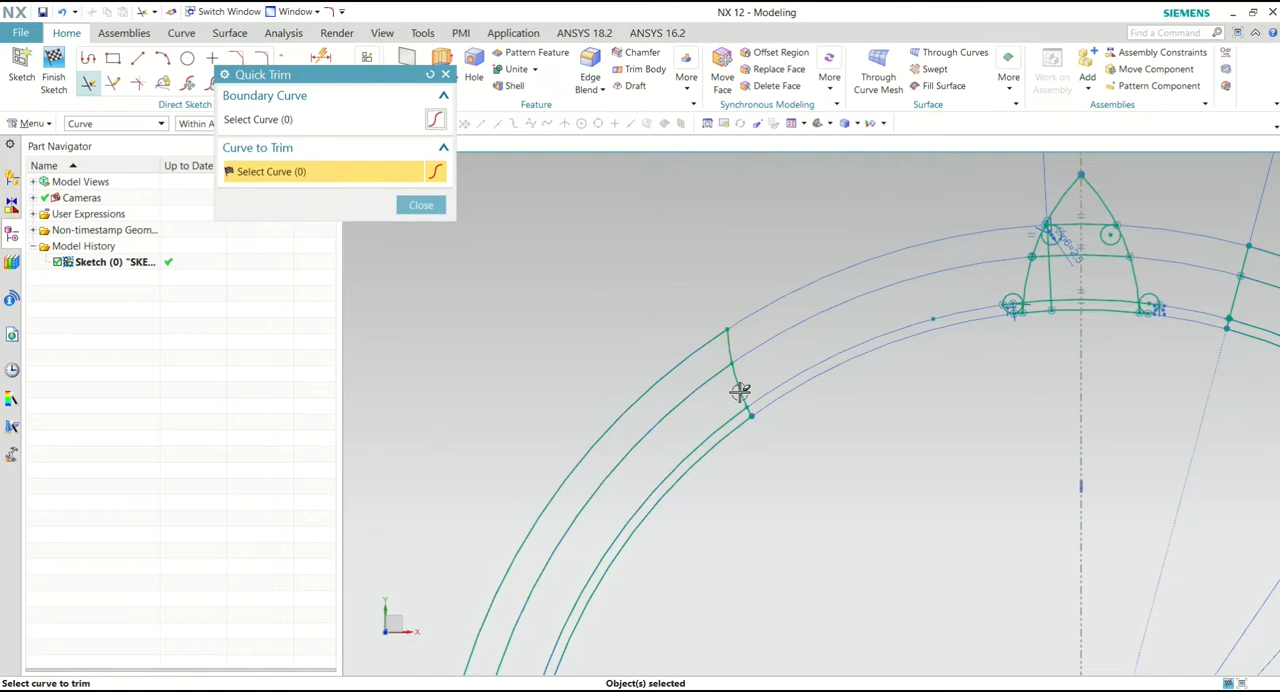 NX Switch Window Window NX 12 - Modeling SIEMENS
File Home Assemblies Curve Surface Analysis Render View Tools PMI Application ANSYS 18.2 ANSYS 16.2 Find a Command
Sketch Finish Sketch Direct Sketch
Hole Pattern Feature Unite Shell Edge Blend Chamfer Trim Body Draft More Feature
Move Face Offset Region Replace Face Delete Face More Synchronous Modeling
Through Curve Mesh Through Curves Swept Fill Surface More Surface
Work on Assembly Add Assembly Constraints Move Component Pattern Component Assemblies
Menu Curve Within A
Quick Trim
Boundary Curve
Select Curve (0)
Curve to Trim
Select Curve (0)
Close
Part Navigator
Name Up to Date
Model Views
Cameras
User Expressions
Non-timestamp Geom...
Model History
Sketch (0) "SKE...
Y
X
Select curve to trim Object(s) selected